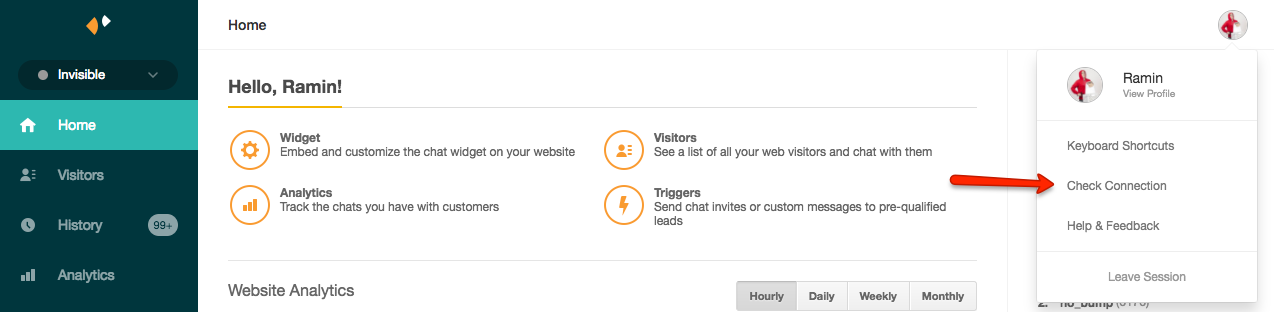 Home
Invisible
Home
Visitors
History
99+
Analytics
Hello, Ramin!
Widget
Embed and customize the chat widget on your website
Visitors
See a list of all your web visitors and chat with them
Analytics
Track the chats you have with customers
Triggers
Send chat invites or custom messages to pre-qualified
leads
Website Analytics
Hourly
Daily
Weekly
Monthly
Ramin
View Profile
Keyboard Shortcuts
Check Connection
Help & Feedback
Leave Session
2.